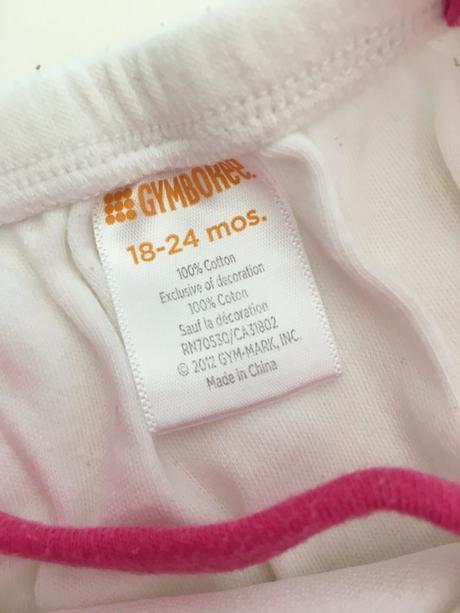 GYMBOREE.
18-24 mos.
100% Cotton
Exclusive of decoration
100% Coton
Sauf la décoration
RN70530/CA31802
© 2012 GYM-MARK, INC.
Made in China